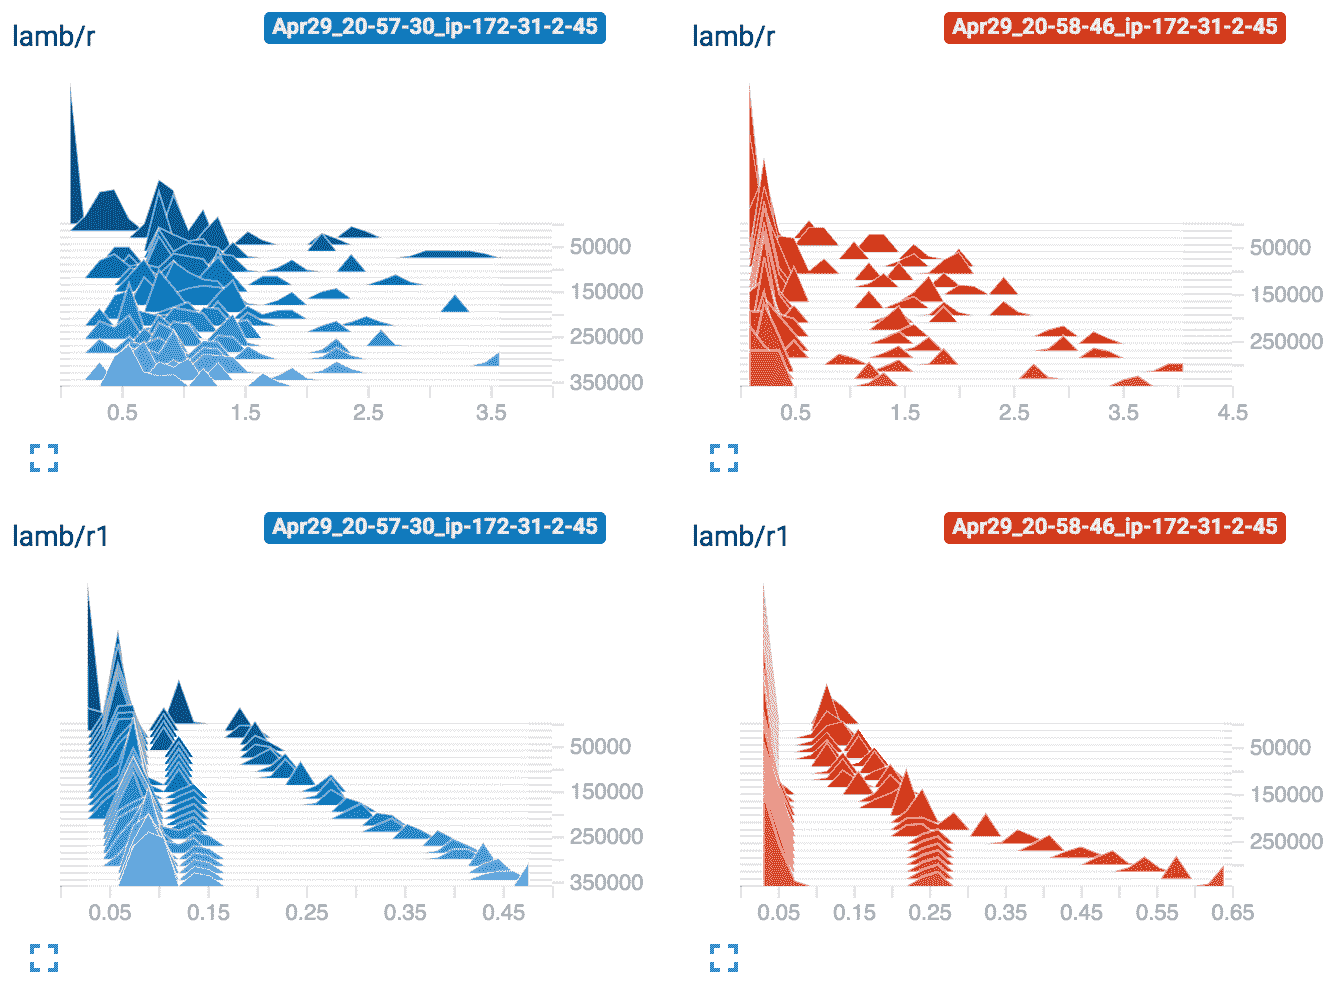 lamb/r
Apr29_20-57-30_ip-172-31-2-45
50000
150000
250000
350000
0.5 1.5 2.5 3.5
lamb/r
Apr29_20-58-46_ip-172-31-2-45
50000
150000
250000
0.5 1.5 2.5 3.5 4.5
lamb/r1
Apr29_20-57-30_ip-172-31-2-45
50000
150000
250000
350000
0.05 0.15 0.25 0.35 0.45
lamb/r1
Apr29_20-58-46_ip-172-31-2-45
50000
150000
250000
0.05 0.15 0.25 0.35 0.45 0.55 0.65